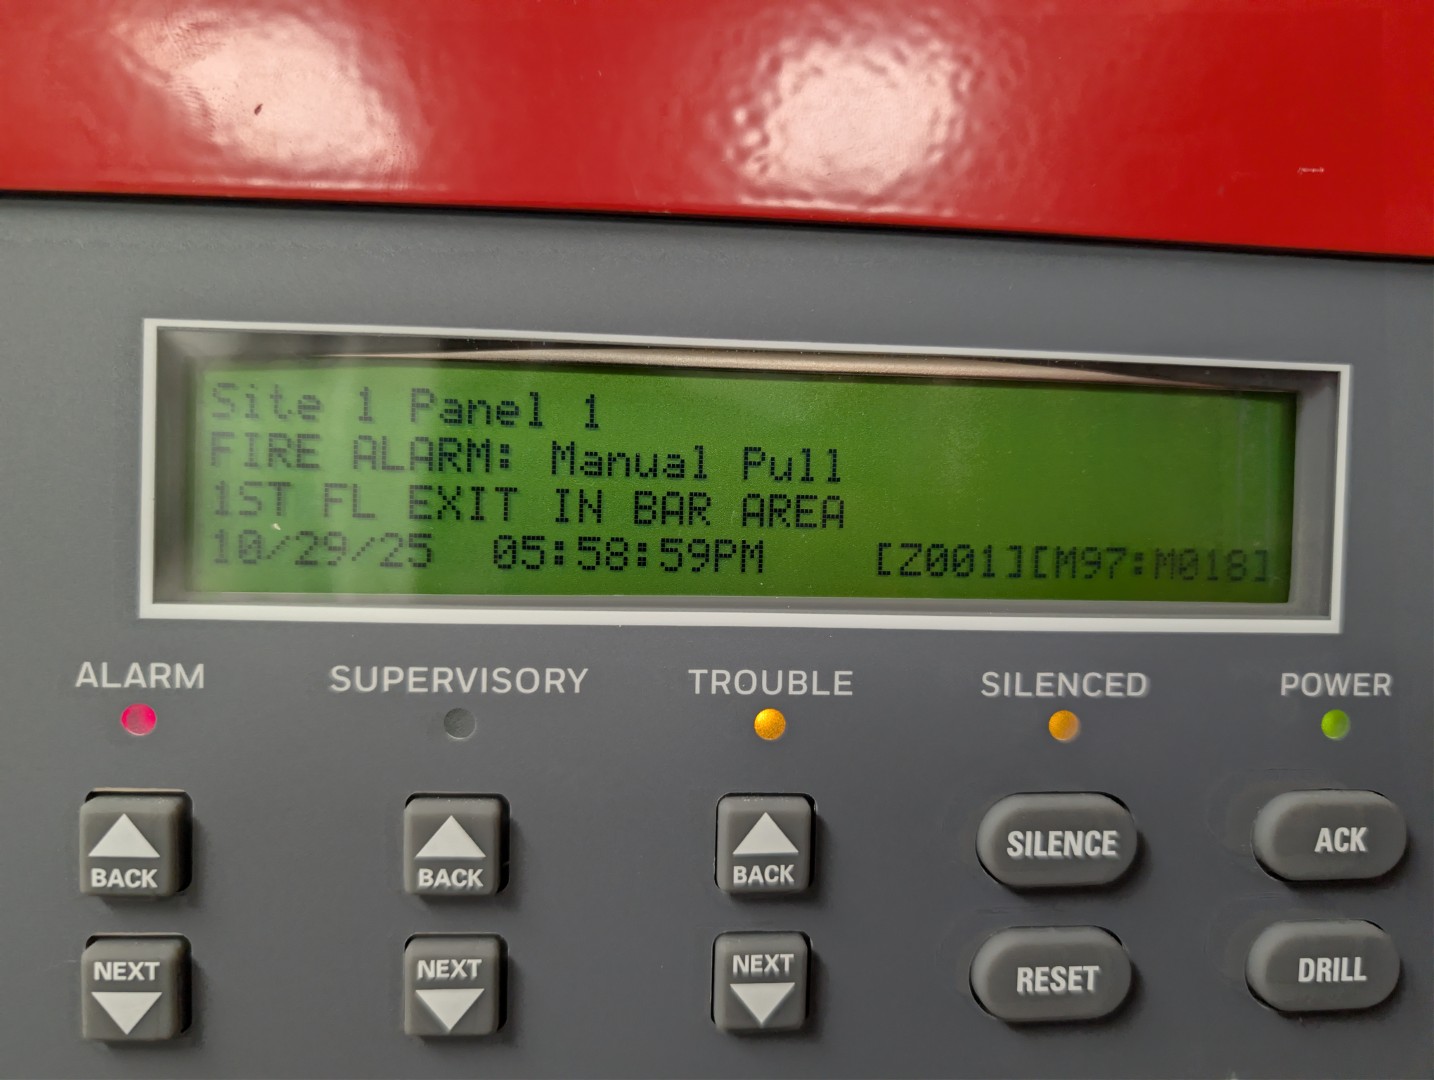 Site 1 Panel 1
FIRE ALARM: Manual Pull
1ST FL EXIT IN BAR AREA
10/29/25 05:58:59PM [Z001][M97:M018]
ALARM SUPERVISORY TROUBLE SILENCED POWER
BACK BACK BACK SILENCE ACK
NEXT NEXT NEXT RESET DRILL